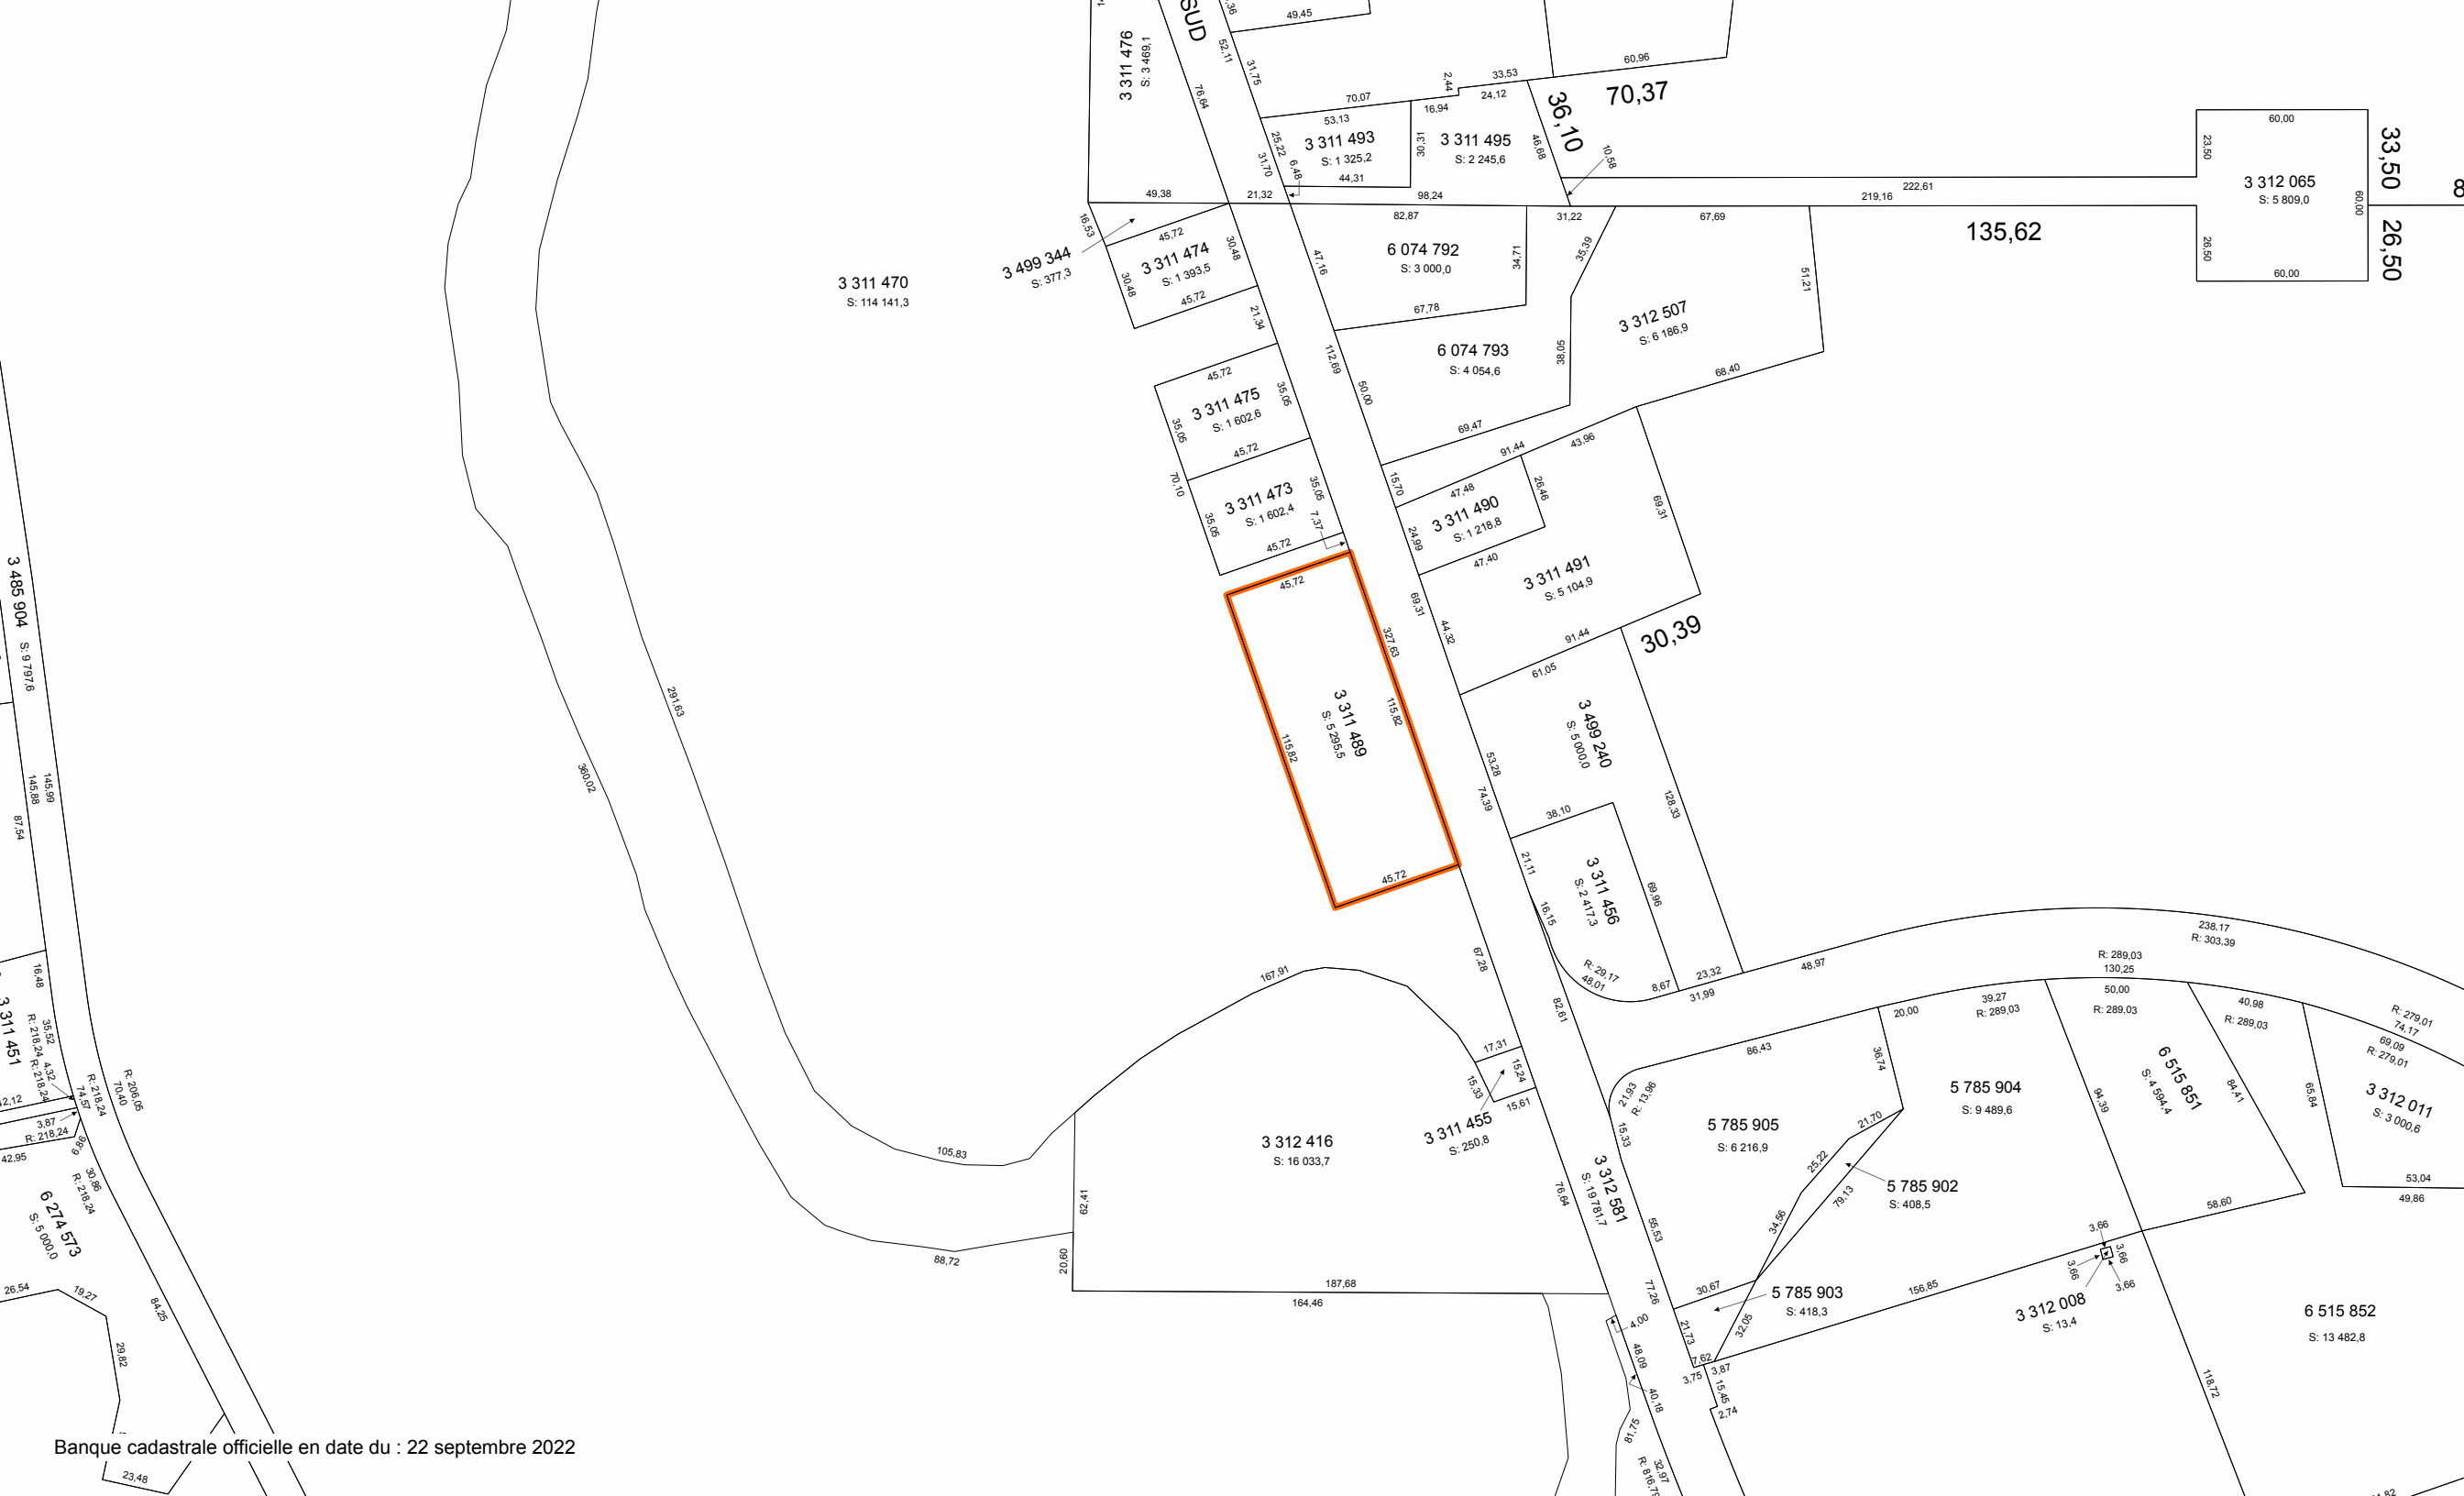 SUD
3 311 476
S: 3 469,1
76,64
49,45
52,11
31,75
70,07
2,44
33,53
60,96
70,37
36,10
53,13
16,94
24,12
25,22
3 311 493
S: 1 325,2
30,31
3 311 495
S: 2 245,6
46,68
10,58
31,70
6,48
44,31
49,38
21,32
98,24
222,61
219,16
60,00
23,50
33,50
3 312 065
S: 5 809,0
60,00
26,50
26,50
60,00
135,62
16,53
45,72
82,87
31,22
67,69
3 499 344
S: 377,3
3 311 474
S: 1 393,5
30,48
30,48
45,72
47,16
6 074 792
S: 3 000,0
34,71
35,39
51,21
3 311 470
S: 114 141,3
21,34
67,78
3 312 507
S: 6 186,9
112,69
6 074 793
S: 4 054,6
38,05
68,40
45,72
35,05
3 311 475
S: 1 602,6
35,05
50,00
69,47
45,72
70,10
91,44
43,96
15,70
3 311 473
S: 1 602,4
35,05
35,05
7,37
45,72
47,48
26,46
3 311 490
S: 1 218,8
69,31
24,99
47,40
3 311 491
S: 5 104,9
45,72
69,31
44,32
327,63
91,44
30,39
61,05
3 485 904
S: 9 797,6
291,63
3 311 489
S: 5 295,5
115,82
115,82
3 499 240
S: 5 000,0
53,28
74,39
128,33
360,02
145,99
145,88
87,54
38,10
45,72
21,11
3 311 456
S: 2 417,3
69,96
16,15
R: 29,17
48,01
8,67
23,32
31,99
48,97
238,17
R: 303,39
R: 289,03
130,25
67,28
167,91
82,61
16,48
3 311 451
35,52
R: 218,24
4,32
R: 218,24
74,57
R: 218,24
70,40
R: 206,05
3,87
R: 218,24
6,86
42,95
30,86
R: 218,24
20,00
39,27
R: 289,03
50,00
R: 289,03
40,98
R: 289,03
R: 279,01
74,17
69,09
R: 279,01
86,43
36,74
17,31
15,24
15,33
15,61
3 311 455
S: 250,8
21,93
R: 13,96
5 785 904
S: 9 489,6
94,39
6 515 851
S: 4 594,4
84,41
65,84
3 312 011
S: 3 000,6
5 785 905
S: 6 216,9
21,70
15,33
105,83
3 312 416
S: 16 033,7
3 312 581
S: 19 781,7
25,22
79,13
5 785 902
S: 408,5
53,04
49,86
62,41
76,64
34,56
55,53
58,60
6 274 573
S: 5 000,0
3,66
3,66
3,66
3,66
88,72
20,60
187,68
164,46
77,26
30,67
5 785 903
S: 418,3
156,85
3 312 008
S: 13,4
6 515 852
S: 13 482,8
26,54
19,27
84,25
4,00
21,73
32,05
29,82
48,09
7,62
3,87
3,75
15,45
2,74
40,18
118,72
81,75
32,97
Banque cadastrale officielle en date du : 22 septembre 2022
23,48